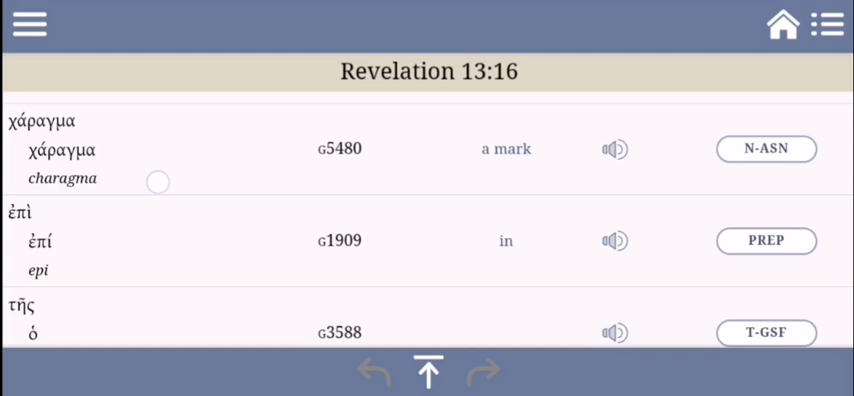 Revelation 13:16
χάραγμα
χάραγμα G5480 a mark N-ASN
charagma
ἐπὶ
ἐπί G1909 in PREP
epi
τῆς
ὁ G3588 T-GSF